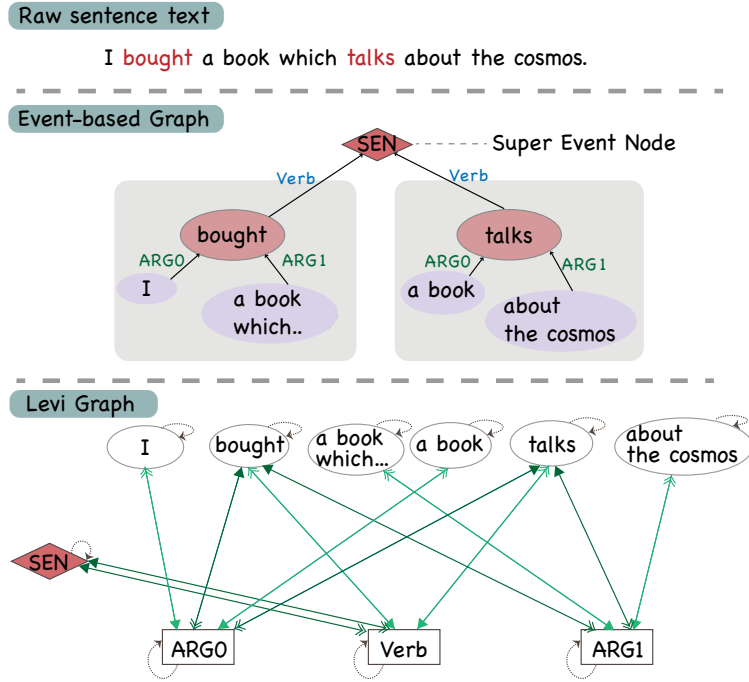 Raw sentence text
I bought a book which talks about the cosmos.
Event-based Graph
SEN
Super Event Node
Verb
Verb
bought
talks
ARG0
ARG1
ARG0
ARG1
I
a book
which..
a book
about
the cosmos
Levi Graph
I
bought
a book
which...
a book
talks
about
the cosmos
SEN
ARG0
Verb
ARG1